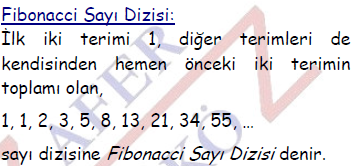 Fibonacci Sayı Dizisi:
İlk iki terimi 1, diğer terimleri de
kendisinden hemen önceki iki terimin
toplamı olan,
1, 1, 2, 3, 5, 8, 13, 21, 34, 55, …
sayı dizisine Fibonacci Sayı Dizisi denir.